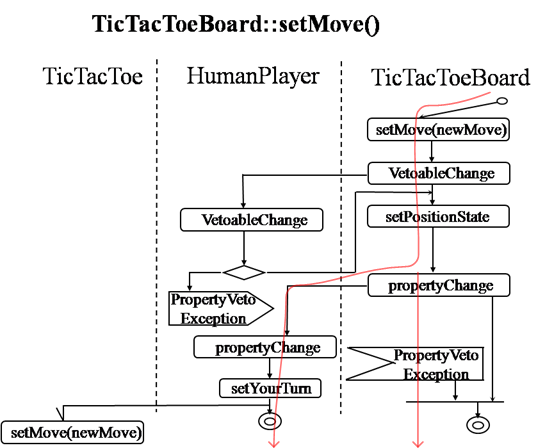 TicTacToeBoard::setMove()
TicTacToe
HumanPlayer
TicTacToeBoard
setMove(newMove)
VetoableChange
VetoableChange
setPositionState
PropertyVeto
Exception
propertyChange
propertyChange
PropertyVeto
Exception
setYourTurn
setMove(newMove)